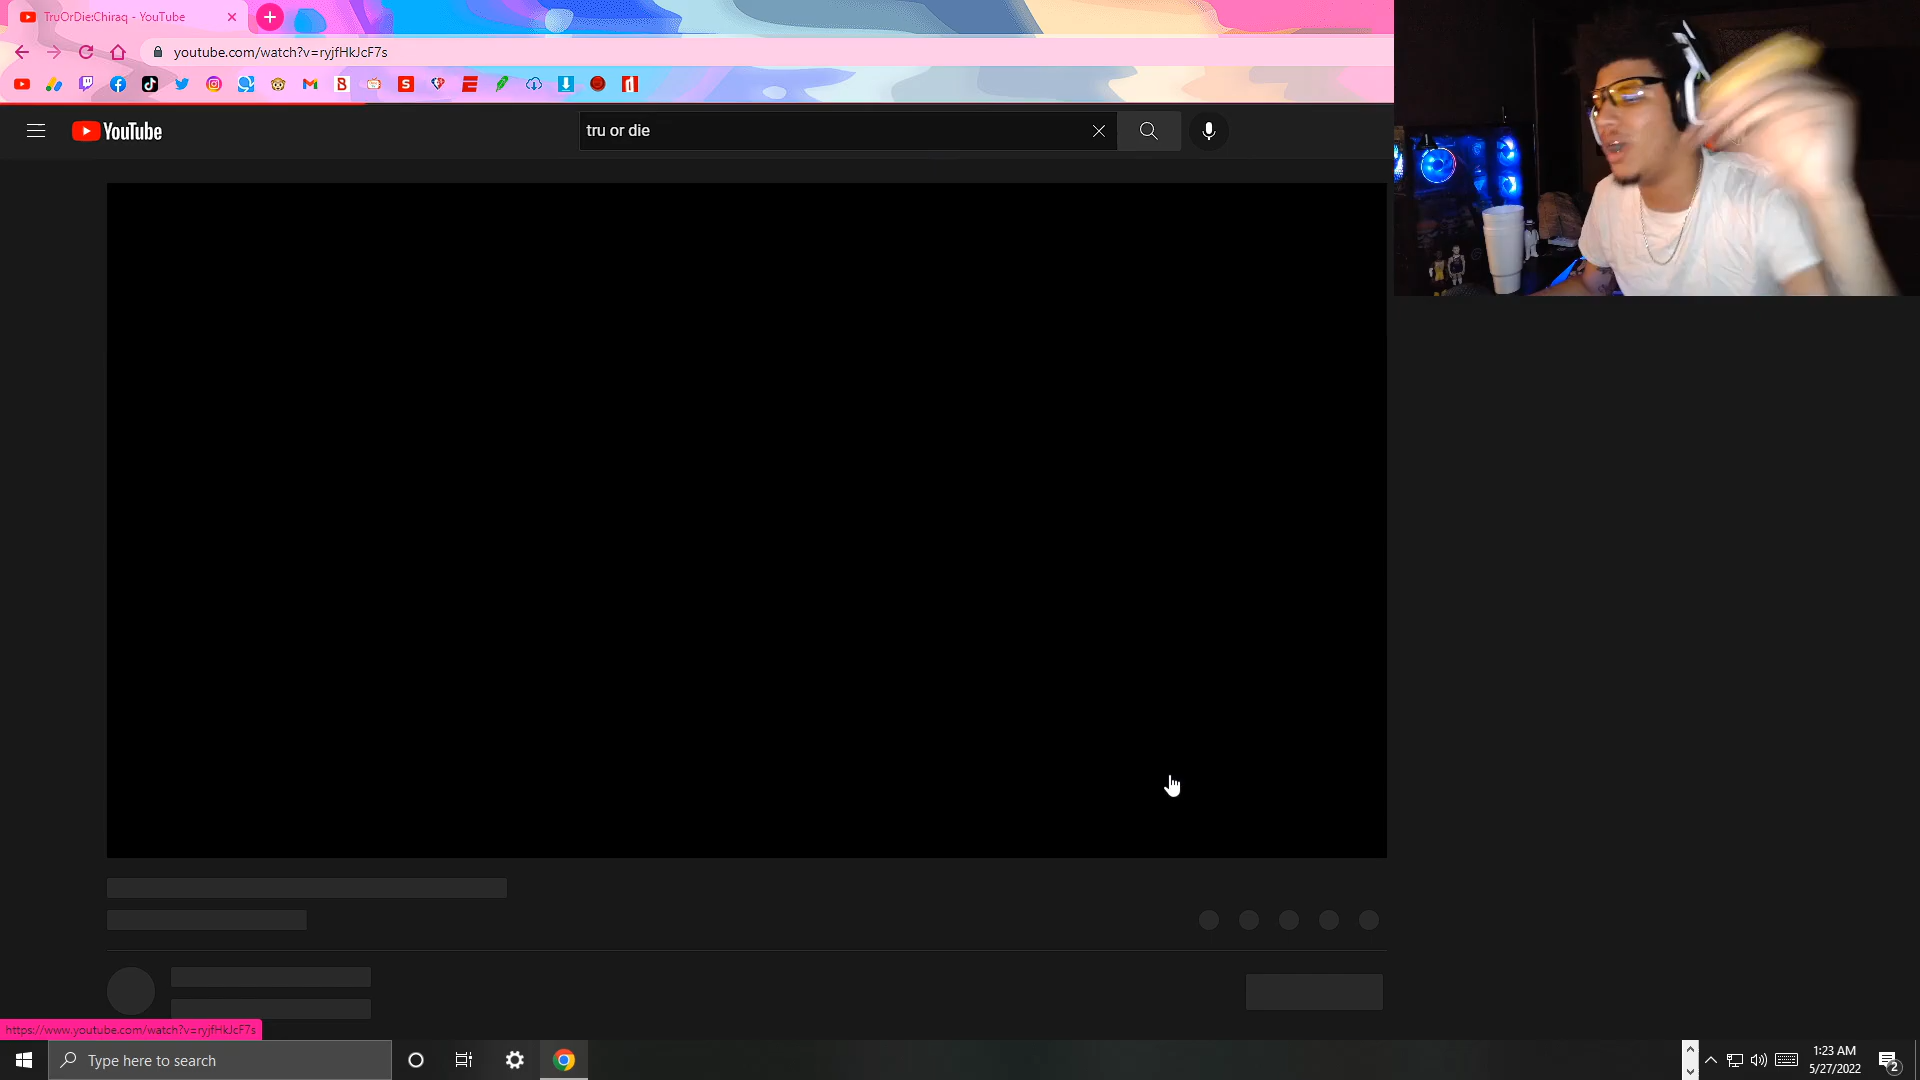 TruOrDie:Chiraq - YouTube
youtube.com/watch?v=ryjfHkJcF7s
YouTube
tru or die
https://www.youtube.com/watch?v=ryjfHkJcF7s
Type here to search
1:23 AM
5/27/2022
2